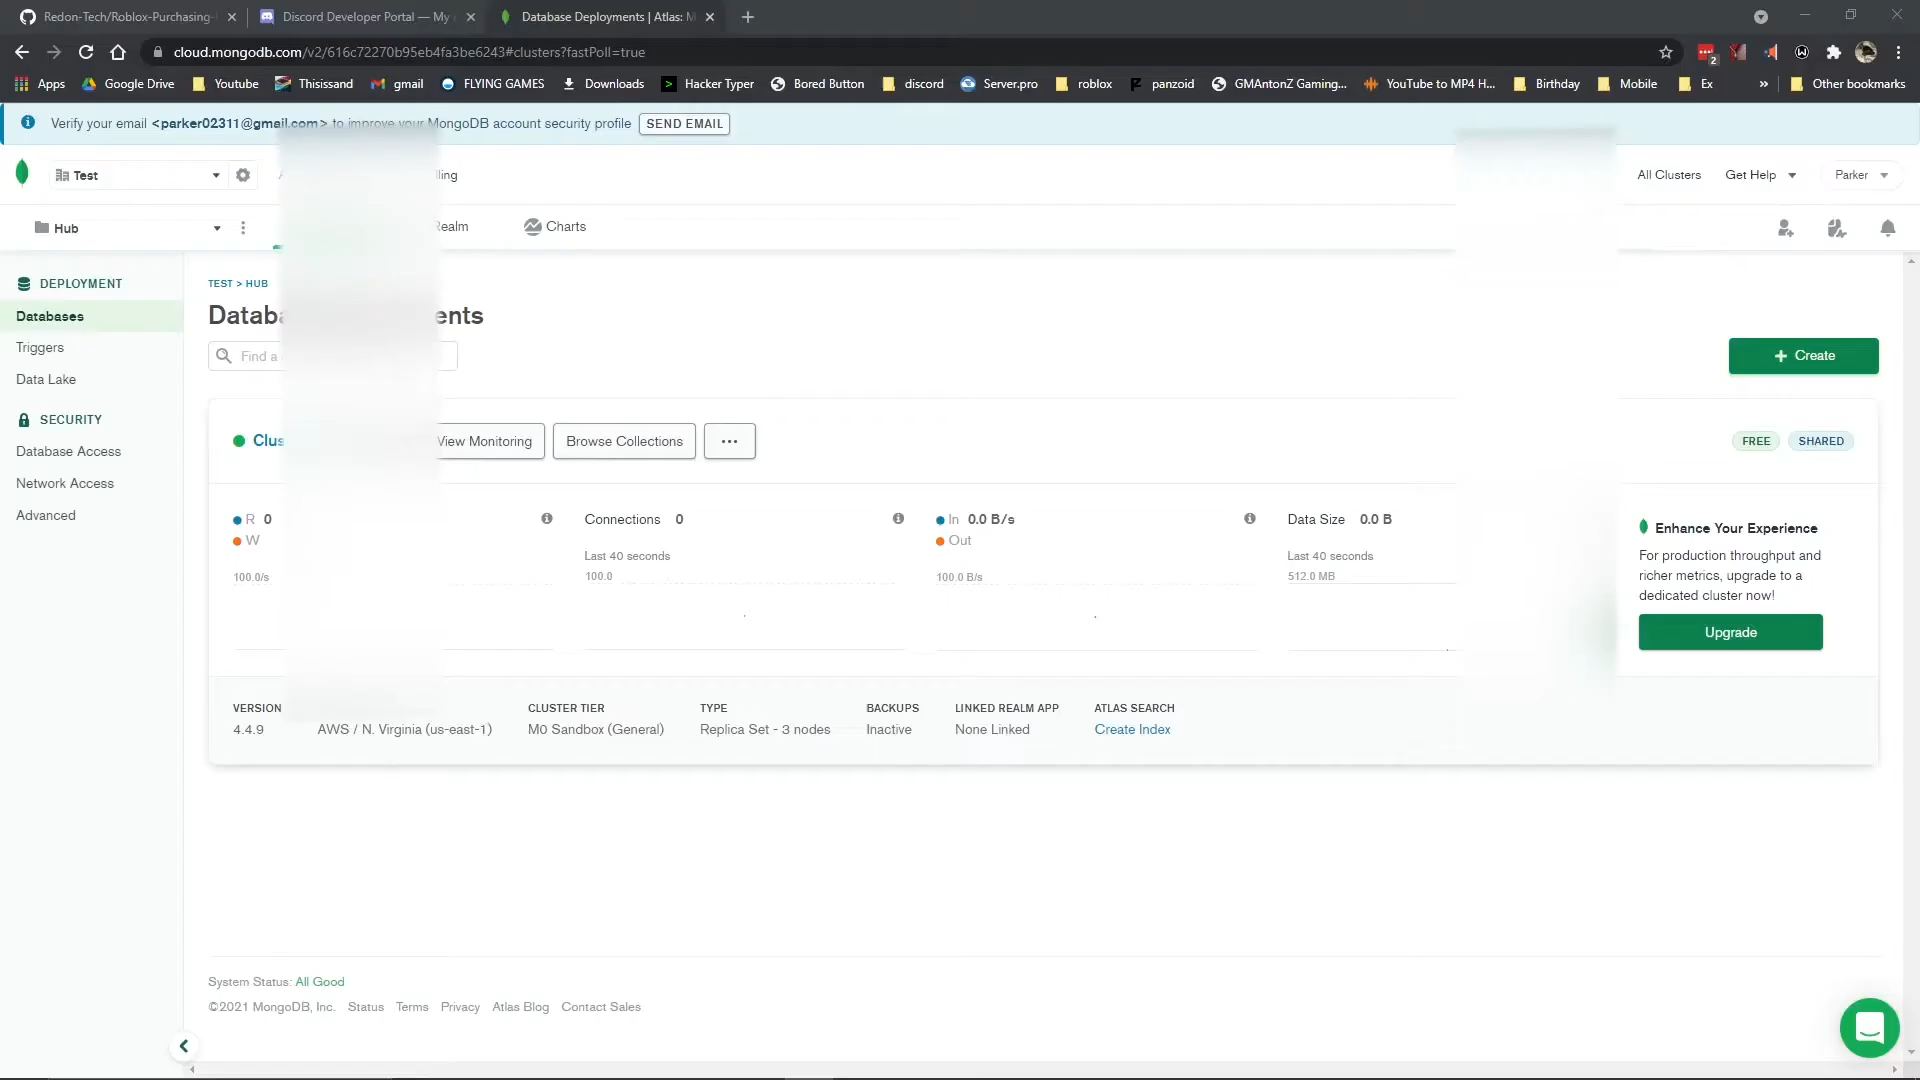 Redon-Tech/Roblox-Purchasing-
Discord Developer Portal — My
Database Deployments | Atlas: M
cloud.mongodb.com/v2/616c72270b95eb4fa3be6243#clusters?fastPoll=true
2
Apps
Google Drive
Youtube
Thisissand
gmail
FLYING GAMES
Downloads
Hacker Typer
Bored Button
discord
Server.pro
roblox
panzoid
GMAntonZ Gaming...
YouTube to MP4 H...
Birthday
Mobile
Ex
»
Other bookmarks
Verify your email <parker02311@gmail.com> to improve your MongoDB account security profile
SEND EMAIL
Test
lling
All Clusters
Get Help
Parker
Hub
Realm
Charts
DEPLOYMENT
Databases
Triggers
Data Lake
SECURITY
Database Access
Network Access
Advanced
TEST > HUB
Databa ents
Find a
+ Create
Clus
View Monitoring
Browse Collections
...
FREE
SHARED
R 0
W
100.0/s
Connections 0
Last 40 seconds
100.0
In 0.0 B/s
Out
100.0 B/s
Data Size 0.0 B
Last 40 seconds
512.0 MB
Enhance Your Experience
For production throughput and
richer metrics, upgrade to a
dedicated cluster now!
Upgrade
VERSION
4.4.9
AWS / N. Virginia (us-east-1)
CLUSTER TIER
M0 Sandbox (General)
TYPE
Replica Set - 3 nodes
BACKUPS
Inactive
LINKED REALM APP
None Linked
ATLAS SEARCH
Create Index
System Status: All Good
©2021 MongoDB, Inc. Status Terms Privacy Atlas Blog Contact Sales